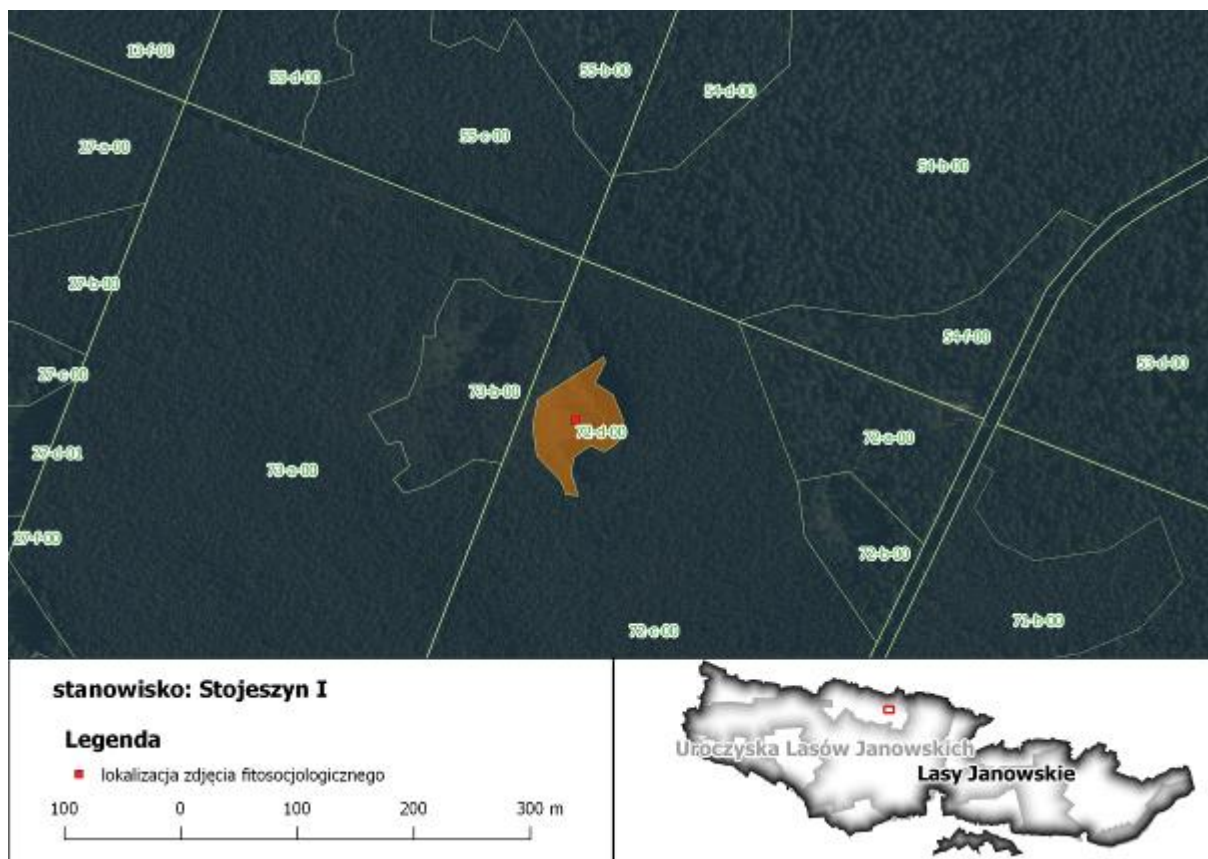 13-f-00
55-d-00
55-b-00
54-d-00
55-c-00
27-a-00
54-b-00
27-b-00
54-f-00
53-d-00
27-c-00
73-b-00
72-d-00
72-a-00
27-d-01
73-a-00
27-f-00
72-b-00
72-c-00
71-b-00
stanowisko: Stojeszyn I
Legenda
lokalizacja zdjęcia fitosocjologicznego
100 0 100 200 300 m
Uroczyska Lasów Janowskich
Lasy Janowskie